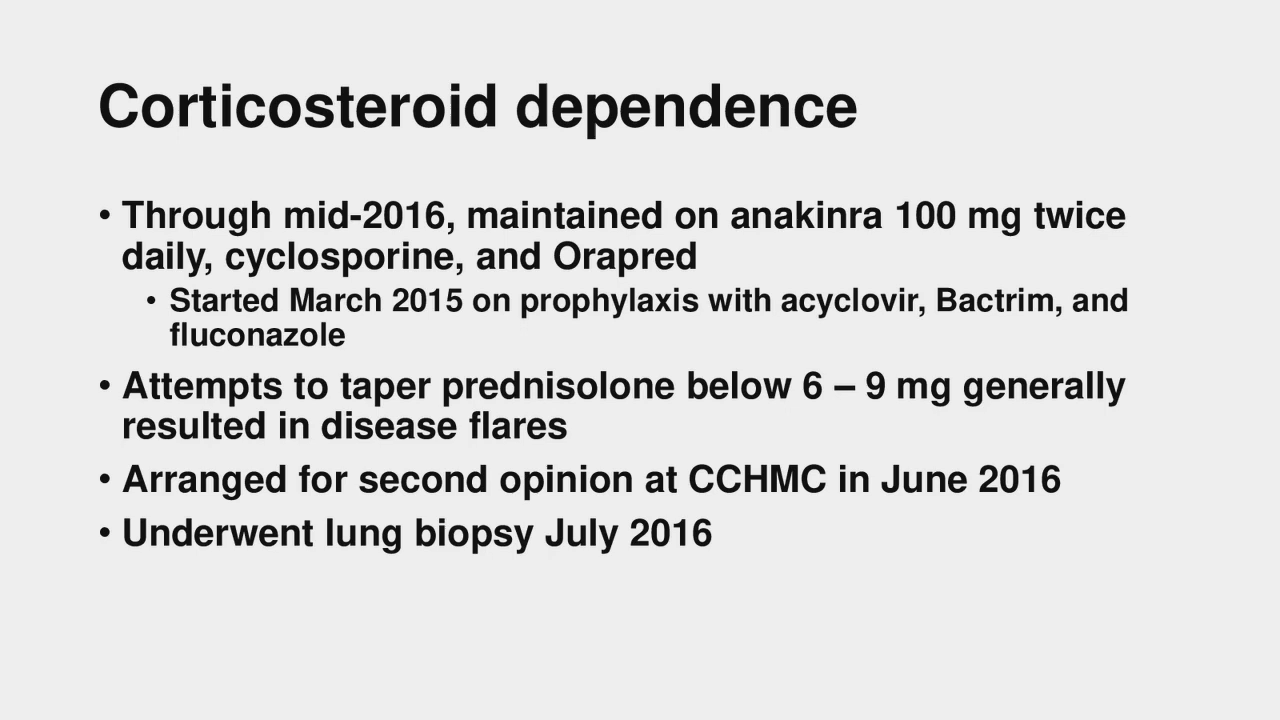 Corticosteroid dependence
• Through mid-2016, maintained on anakinra 100 mg twice
daily, cyclosporine, and Orapred
• Started March 2015 on prophylaxis with acyclovir, Bactrim, and
fluconazole
• Attempts to taper prednisolone below 6 – 9 mg generally
resulted in disease flares
• Arranged for second opinion at CCHMC in June 2016
• Underwent lung biopsy July 2016